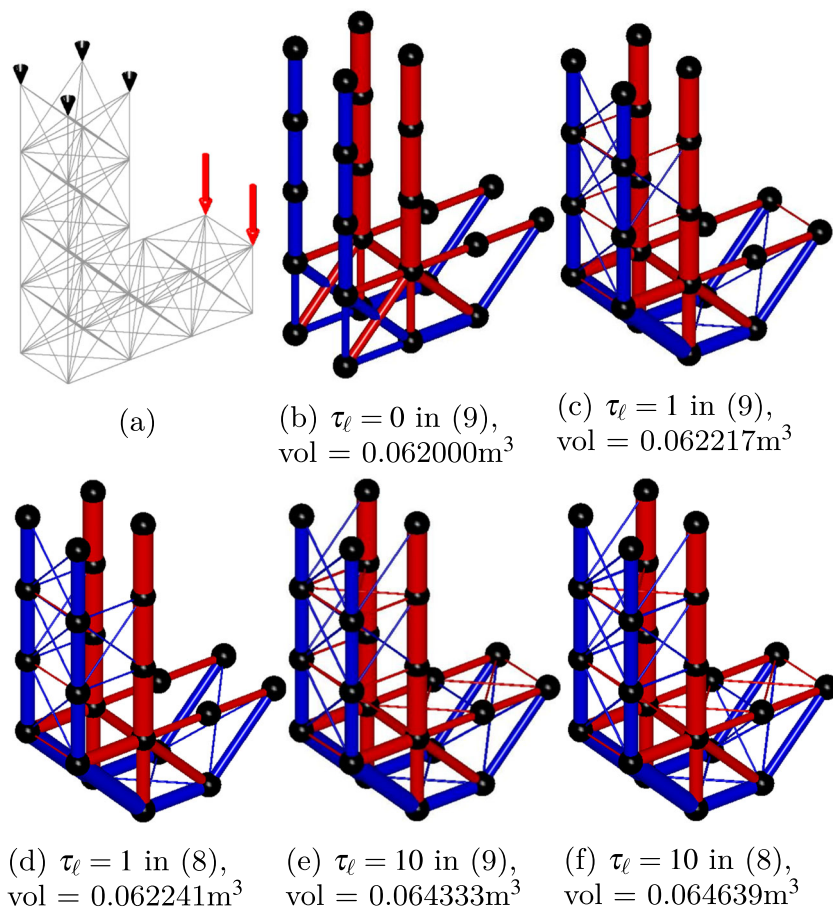 (a)
(b) τℓ = 0 in (9),
vol = 0.062000m³
(c) τℓ = 1 in (9),
vol = 0.062217m³
(d) τℓ = 1 in (8),
vol = 0.062241m³
(e) τℓ = 10 in (9),
vol = 0.064333m³
(f) τℓ = 10 in (8),
vol = 0.064639m³